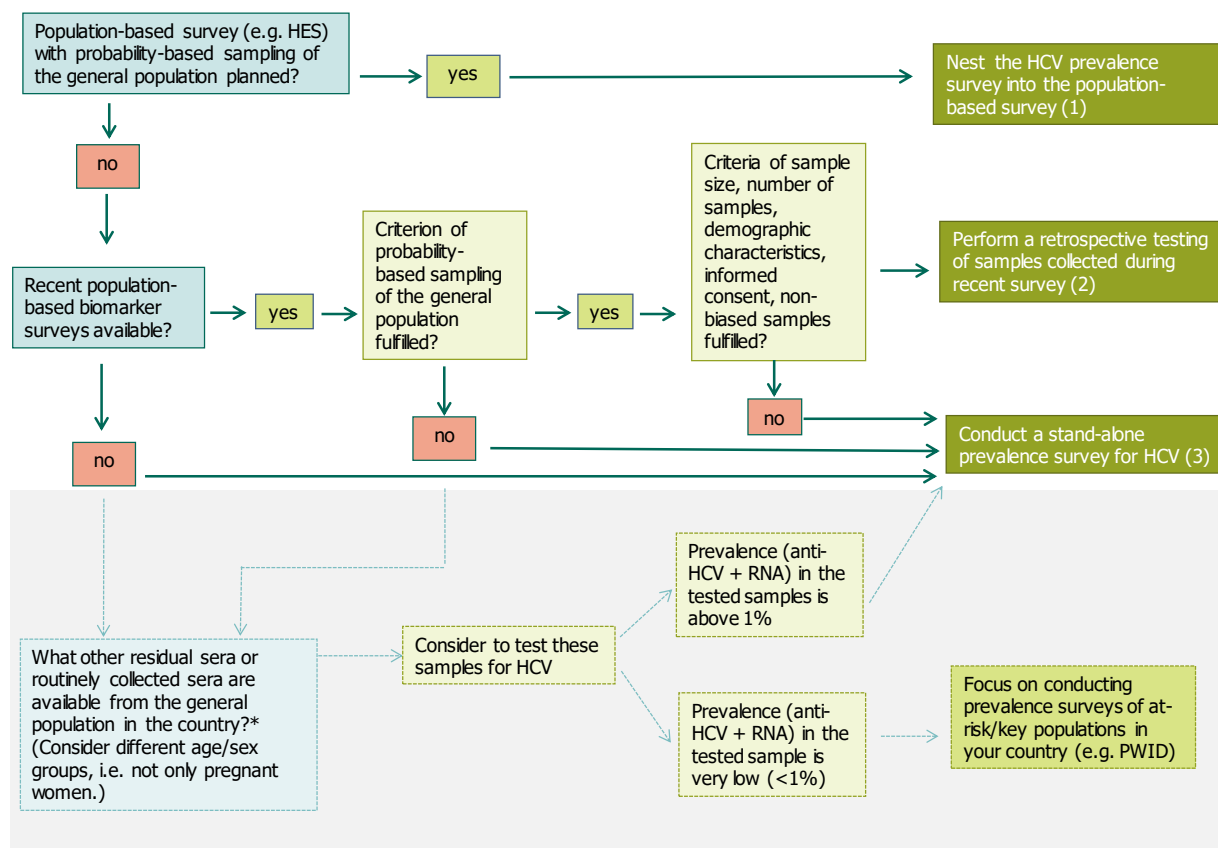 Population-based survey (e.g. HES)
with probability-based sampling of
the general population planned?
yes
Nest the HCV prevalence
survey into the population-
based survey (1)
no
Criteria of sample
size, number of
samples,
demographic
characteristics,
informed
consent, non-
biased samples
fulfilled?
Criterion of
probability-
based sampling
of the general
population
fulfilled?
Perform a retrospective testing
of samples collected during
recent survey (2)
Recent population-
based biomarker
surveys available?
yes
yes
no
no
no
Conduct a stand-alone
prevalence survey for HCV (3)
Prevalence (anti-
HCV + RNA) in the
tested samples is
above 1%
What other residual sera or
routinely collected sera are
available from the general
population in the country?*
(Consider different age/sex
groups, i.e. not only pregnant
women.)
Consider to test these
samples for HCV
Prevalence (anti-
HCV + RNA) in the
tested sample is
very low (<1%)
Focus on conducting
prevalence surveys of at-
risk/key populations in
your country (e.g. PWID)